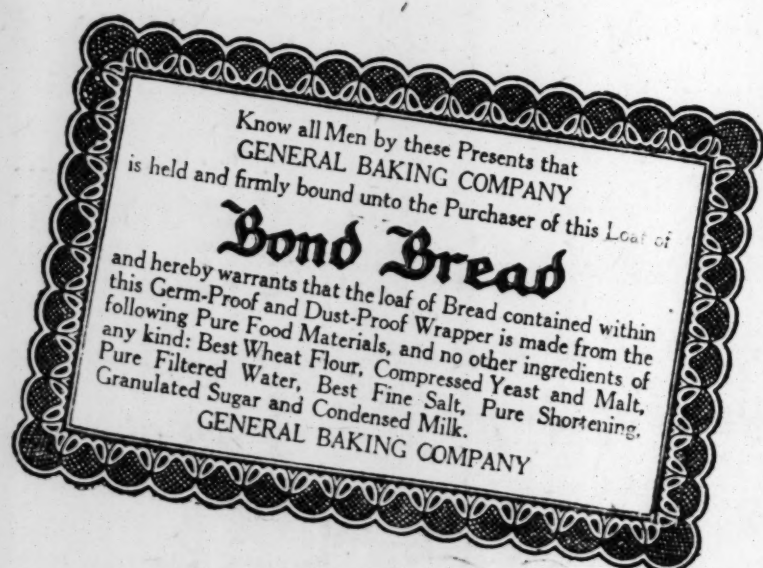 Know all Men by these Presents that
GENERAL BAKING COMPANY
is held and firmly bound unto the Purchaser of this Loaf of
Bond Bread
and hereby warrants that the loaf of Bread contained within
this Germ-Proof and Dust-Proof Wrapper is made from the
following Pure Food Materials, and no other ingredients of
any kind: Best Wheat Flour, Compressed Yeast and Malt,
Pure Filtered Water, Best Fine Salt, Pure Shortening,
Granulated Sugar and Condensed Milk.
GENERAL BAKING COMPANY